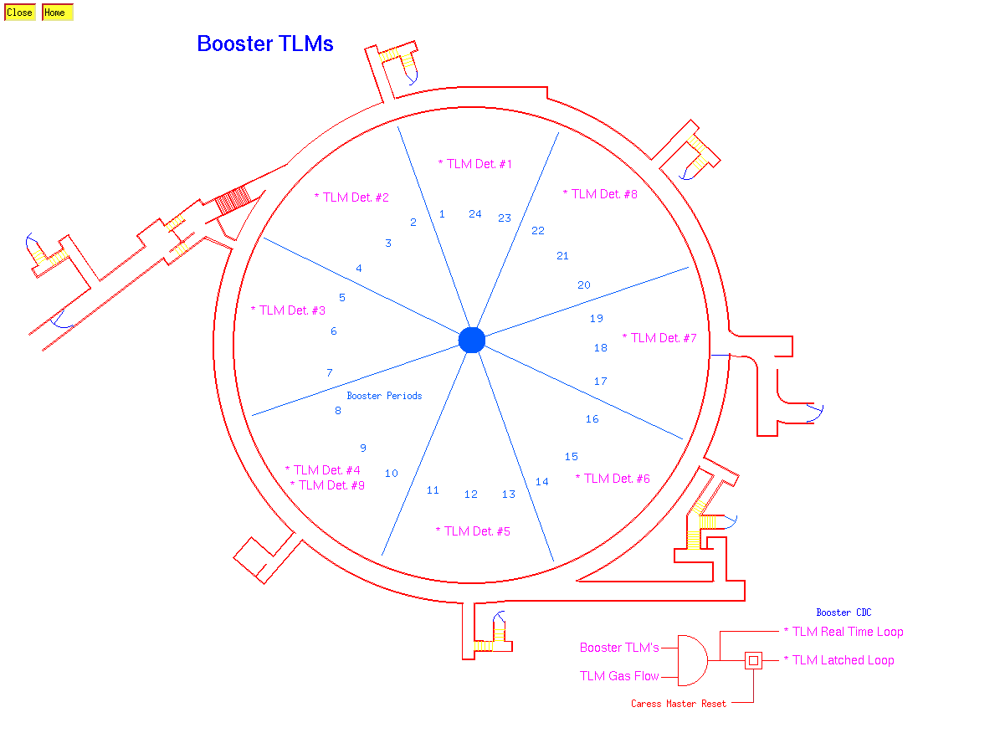 Close Home
Booster TLMs
* TLM Det. #1
* TLM Det. #2
* TLM Det. #8
2
1
24
23
22
3
21
4
20
5
19
* TLM Det. #3
6
* TLM Det. #7
18
7
17
Booster Periods
8
16
9
15
* TLM Det. #4
10
14
* TLM Det. #6
* TLM Det. #9
11
12
13
* TLM Det. #5
Booster CDC
* TLM Real Time Loop
Booster TLM's
* TLM Latched Loop
TLM Gas Flow
Caress Master Reset